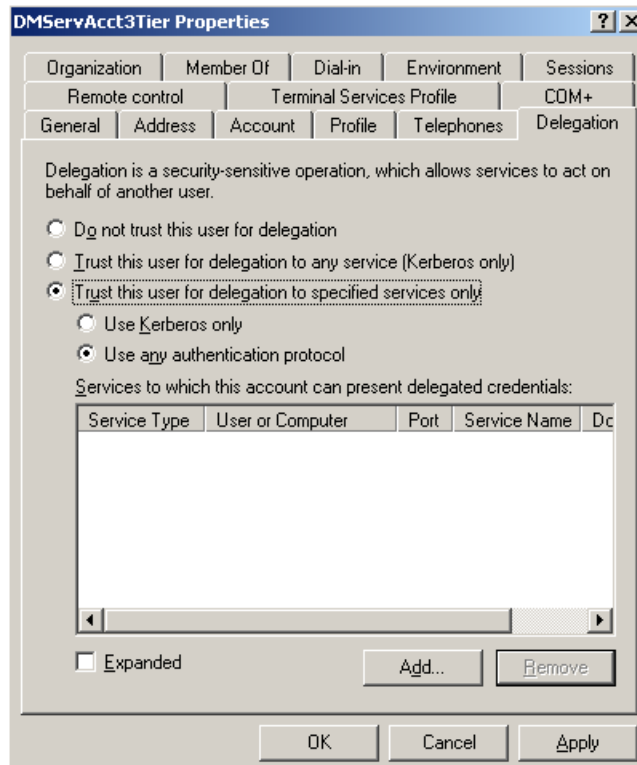 DMServAcct3Tier Properties
Organization Member Of Dial-in Environment Sessions
Remote control Terminal Services Profile COM+
General Address Account Profile Telephones Delegation
Delegation is a security-sensitive operation, which allows services to act on
behalf of another user.
Do not trust this user for delegation
Trust this user for delegation to any service (Kerberos only)
Trust this user for delegation to specified services only
Use Kerberos only
Use any authentication protocol
Services to which this account can present delegated credentials:
Service Type User or Computer Port Service Name Do
Expanded Add... Remove
OK Cancel Apply